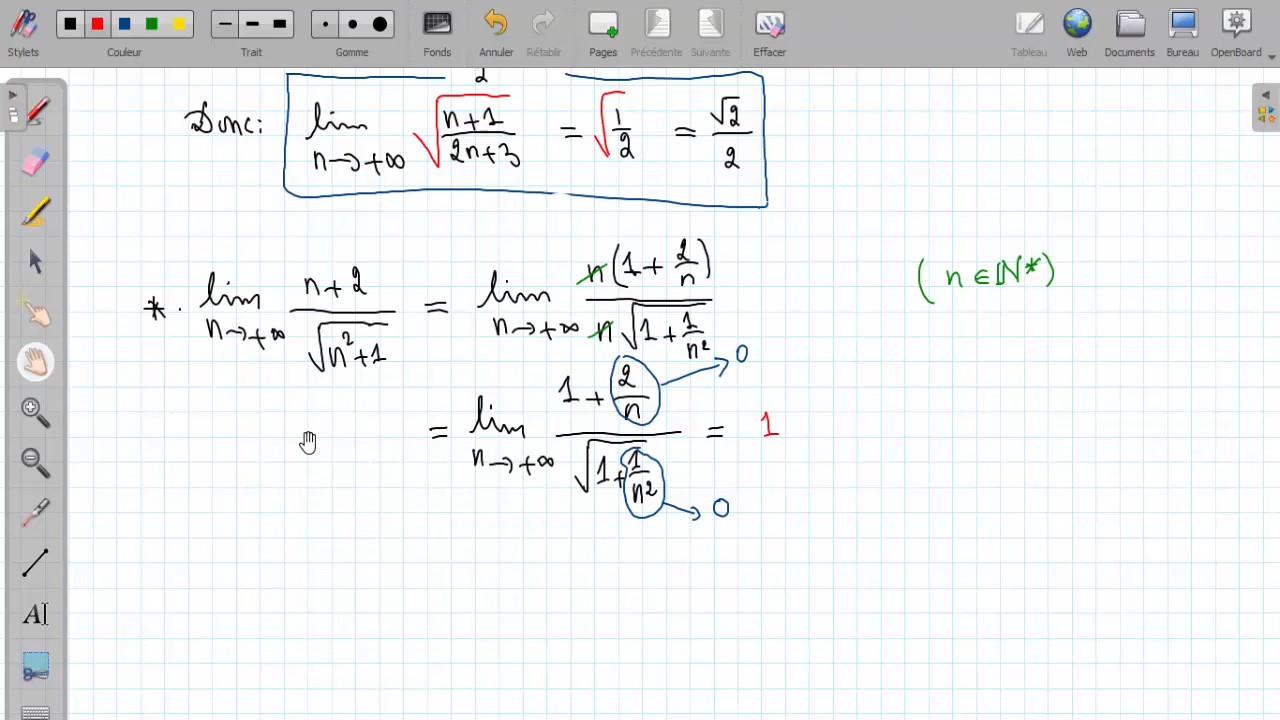 Stylets Couleur Trait Gomme Fonds Annuler Rétablir Pages Précédente Suivante Effacer Tableau Web Documents Bureau OpenBoard
2
Donc: lim n→+∞ √((n+1)/(2n+3)) = √(1/2) = √2/2
* . lim n→+∞ (n+2)/√(n²+1) = lim n→+∞ n(1+2/n)/(n√(1+1/n²)) (n∈ℕ*)
= lim n→+∞ (1+2/n)/√(1+1/n²) = 1
0
0
AI